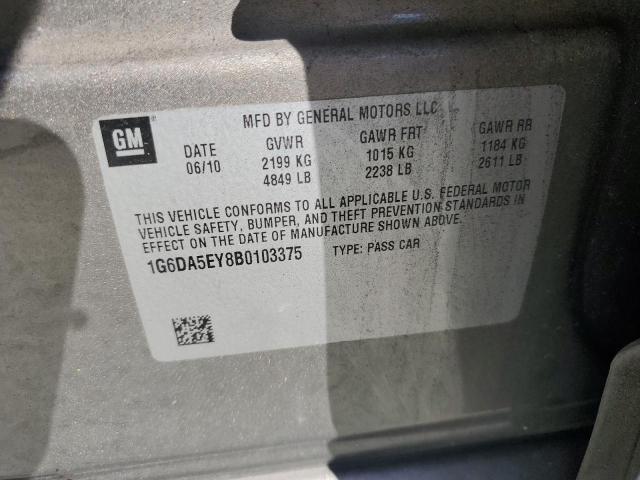 MFD BY GENERAL MOTORS LLC
GM
DATE GVWR GAWR FRT GAWR RR
06/10 2199 KG 1015 KG 1184 KG
4849 LB 2238 LB 2611 LB
THIS VEHICLE CONFORMS TO ALL APPLICABLE U.S. FEDERAL MOTOR
VEHICLE SAFETY, BUMPER, AND THEFT PREVENTION STANDARDS IN
EFFECT ON THE DATE OF MANUFACTURE SHOWN ABOVE.
1G6DA5EY8B0103375 TYPE: PASS CAR